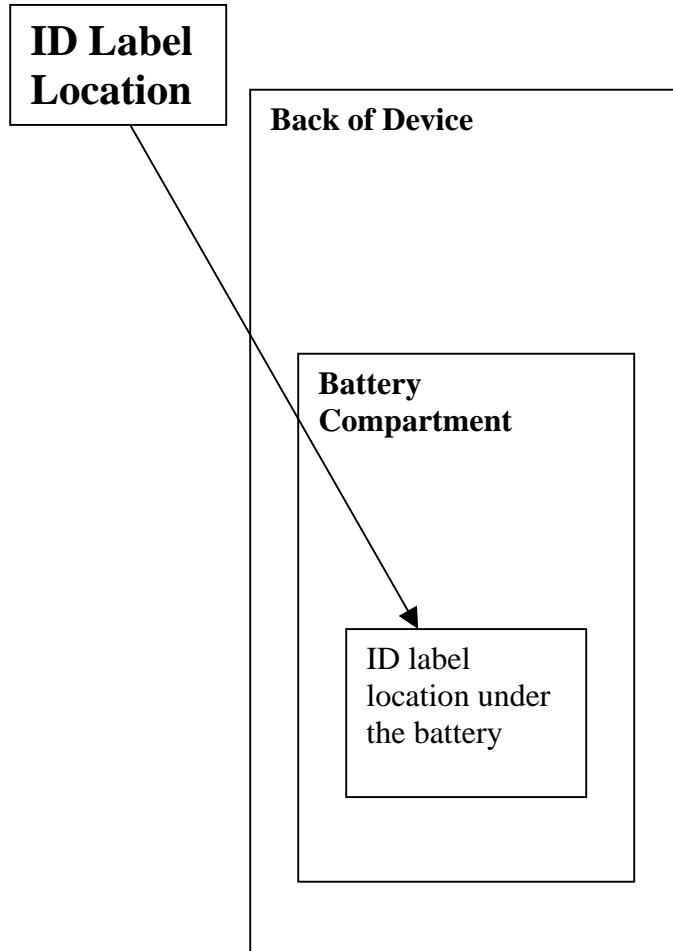 ID Label
Location
Back of Device
Battery
Compartment
ID label
location under
the battery